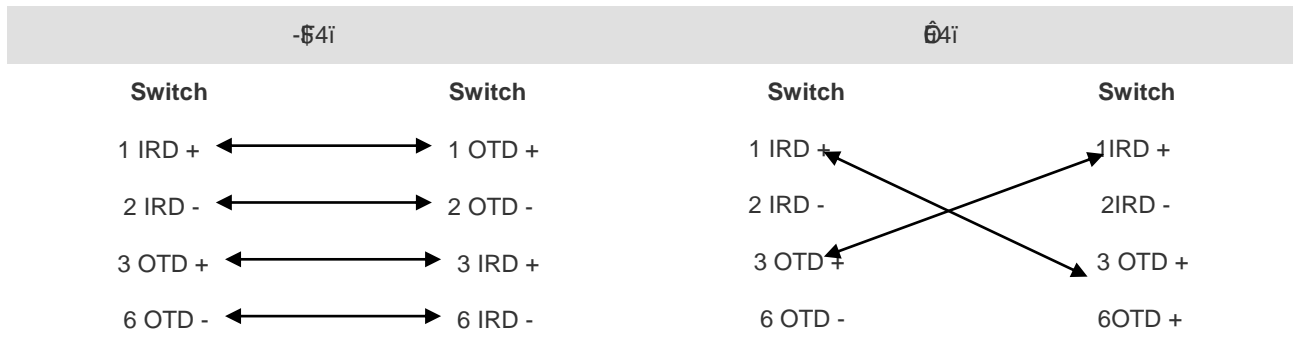 Switch Switch Switch Switch
1 IRD + 1 OTD + 1 IRD + 1IRD +
2 IRD - 2 OTD - 2 IRD - 2IRD -
3 OTD + 3 IRD + 3 OTD + 3 OTD +
6 OTD - 6 IRD - 6 OTD - 6OTD +